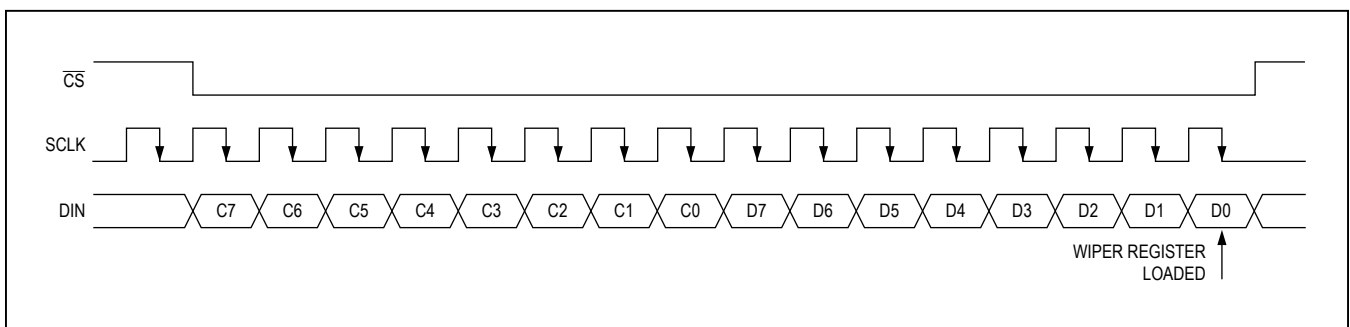 CS
SCLK
DIN C7 C6 C5 C4 C3 C2 C1 C0 D7 D6 D5 D4 D3 D2 D1 D0
WIPER REGISTER
LOADED